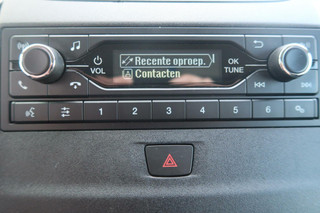 Recente oproep.
Contacten
VOL
OK
TUNE
1 2 3 4 5 6